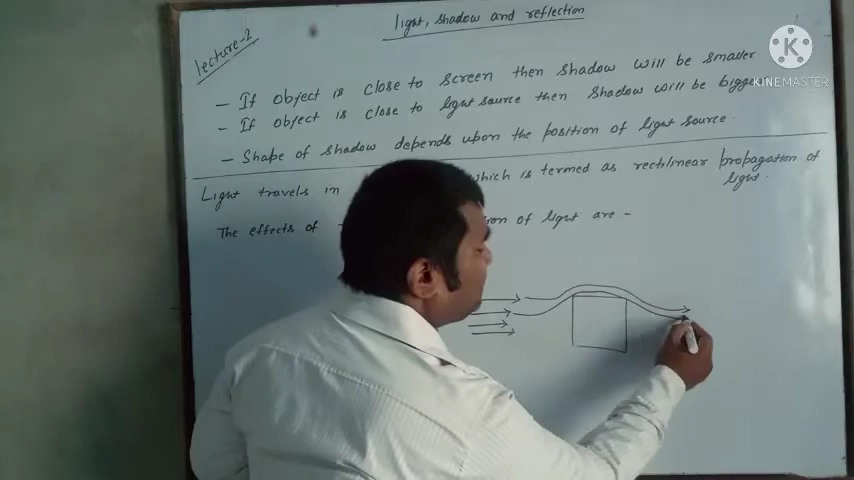 light, shadow and reflection
lecture-2
- If object is close to screen then shadow will be smaller
- If object is close to light source then shadow will be bigger
- Shape of shadow depends upon the position of light source.
Light travels in which is termed as rectilinear propagation of
light.
The effects of of light are -
K
KINEMASTER